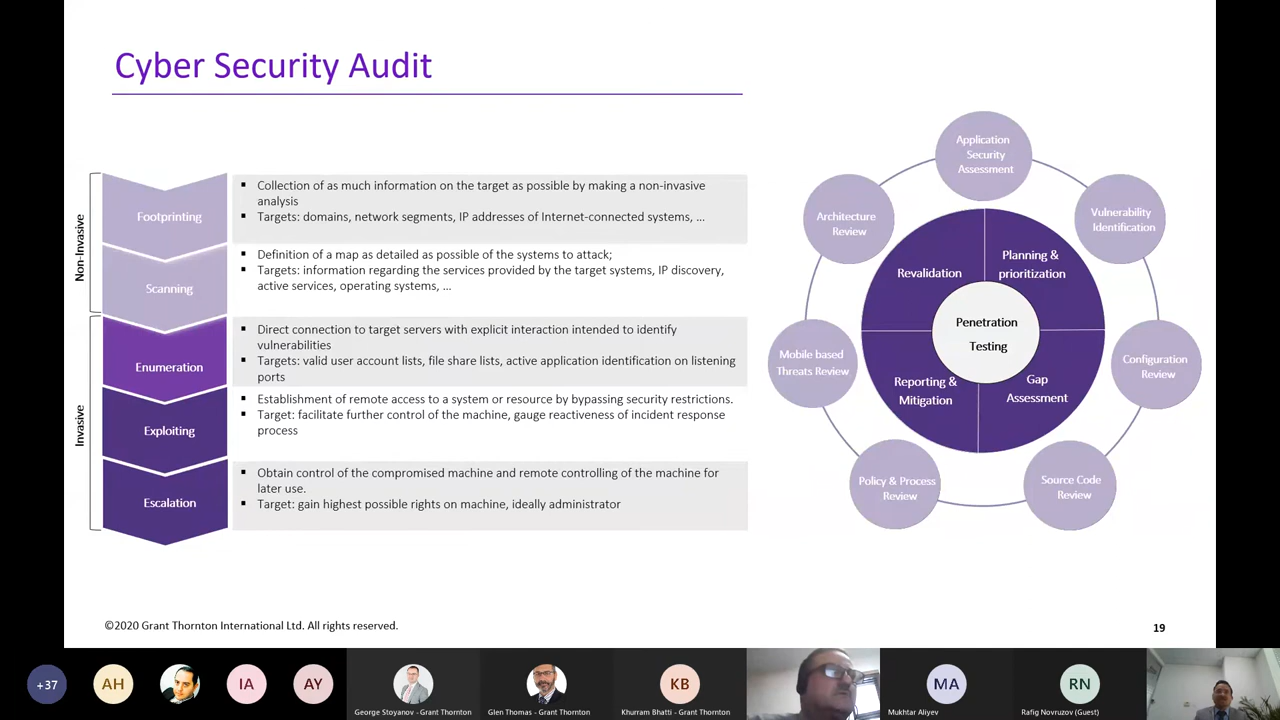 Cyber Security Audit
Non-Invasive
Footprinting
▪ Collection of as much information on the target as possible by making a non-invasive
analysis
▪ Targets: domains, network segments, IP addresses of Internet-connected systems, ...
Scanning
▪ Definition of a map as detailed as possible of the systems to attack;
▪ Targets: information regarding the services provided by the target systems, IP discovery,
active services, operating systems, ...
Invasive
Enumeration
▪ Direct connection to target servers with explicit interaction intended to identify
vulnerabilities
▪ Targets: valid user account lists, file share lists, active application identification on listening
ports
Exploiting
▪ Establishment of remote access to a system or resource by bypassing security restrictions.
▪ Target: facilitate further control of the machine, gauge reactiveness of incident response
process
Escalation
▪ Obtain control of the compromised machine and remote controlling of the machine for
later use.
▪ Target: gain highest possible rights on machine, ideally administrator
Application
Security
Assessment
Vulnerability
Identification
Configuration
Review
Source Code
Review
Policy & Process
Review
Mobile based
Threats Review
Architecture
Review
Revalidation
Planning &
prioritization
Gap
Assessment
Reporting &
Mitigation
Penetration
Testing
©2020 Grant Thornton International Ltd. All rights reserved.
19
+37
AH
IA
AY
George Stoyanov - Grant Thornton
Glen Thomas - Grant Thornton
KB
Khurram Bhatti - Grant Thornton
MA
Mukhtar Aliyev
RN
Rafig Novruzov (Guest)